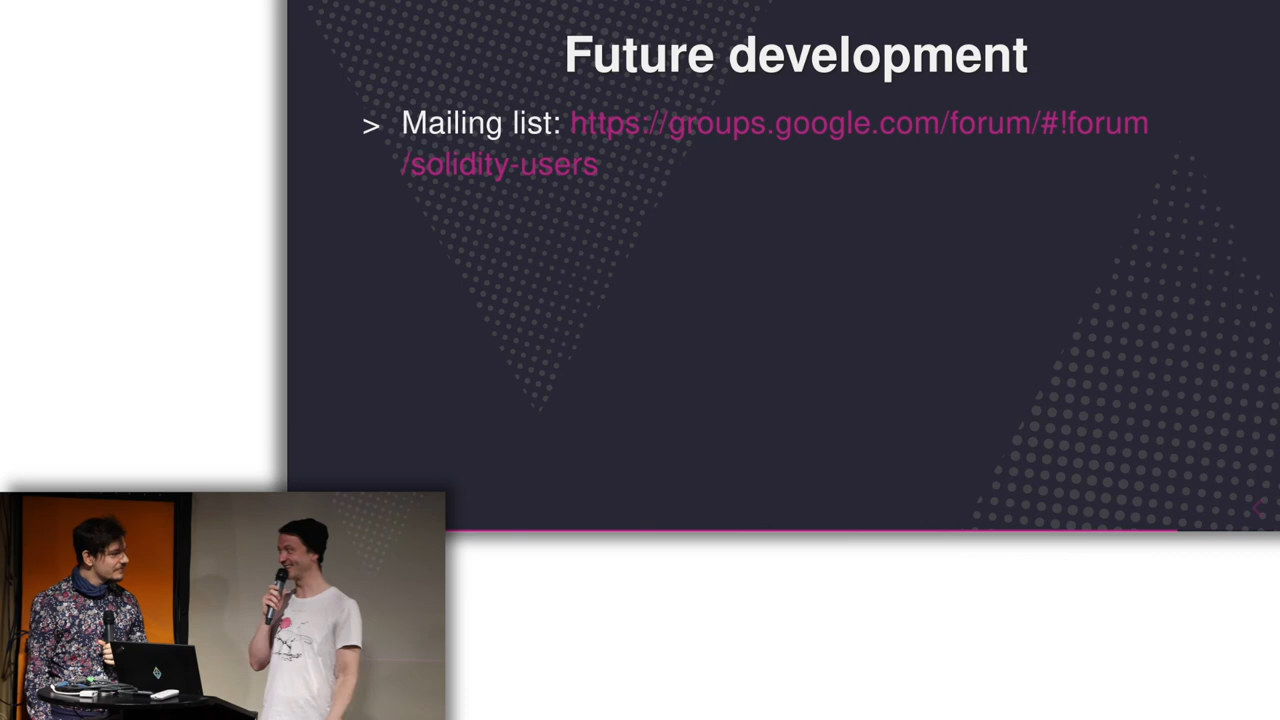 Future development
> Mailing list: https://groups.google.com/forum/#!forum
/solidity-users